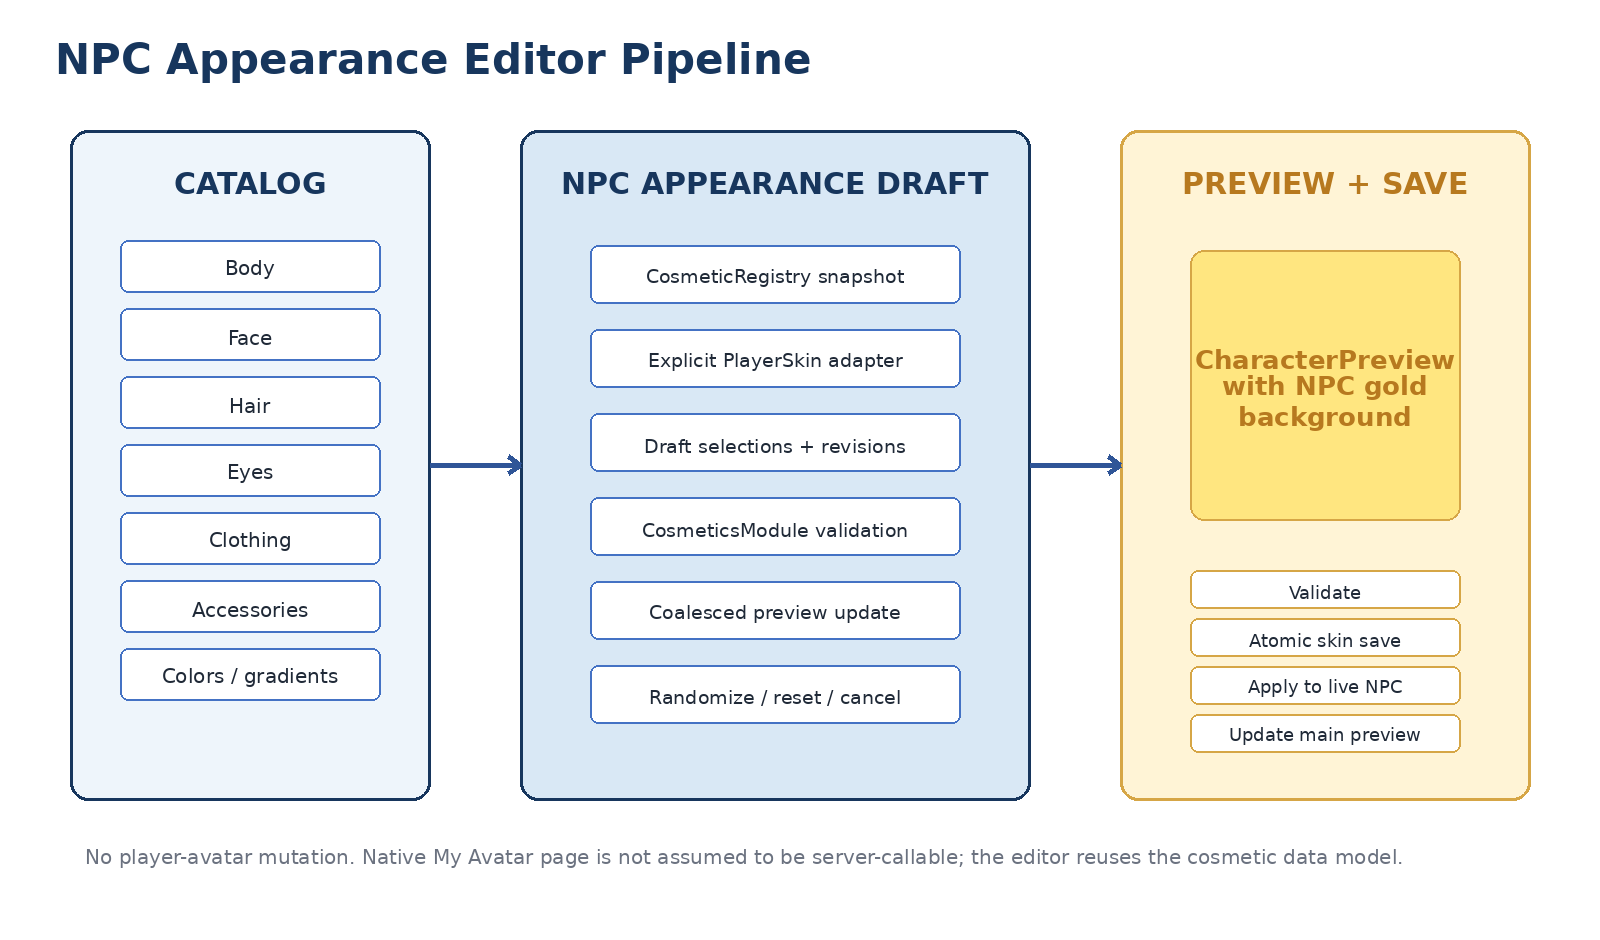 NPC Appearance Editor Pipeline
CATALOG
Body
Face
Hair
Eyes
Clothing
Accessories
Colors / gradients
NPC APPEARANCE DRAFT
CosmeticRegistry snapshot
Explicit PlayerSkin adapter
Draft selections + revisions
CosmeticsModule validation
Coalesced preview update
Randomize / reset / cancel
PREVIEW + SAVE
CharacterPreview
with NPC gold
background
Validate
Atomic skin save
Apply to live NPC
Update main preview
No player-avatar mutation. Native My Avatar page is not assumed to be server-callable; the editor reuses the cosmetic data model.